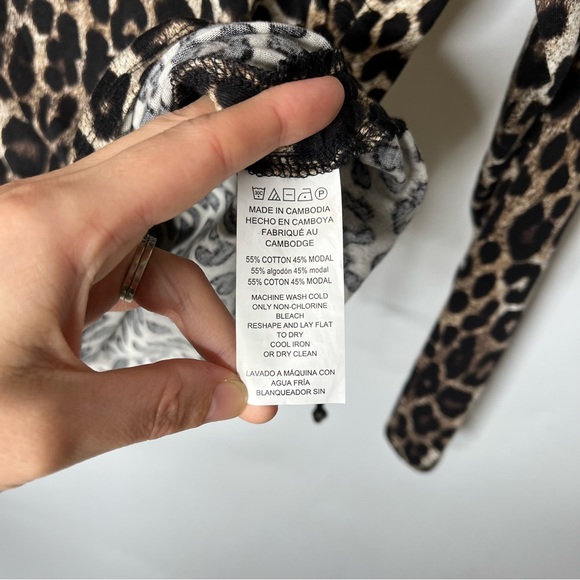 30C P
MADE IN CAMBODIA
HECHO EN CAMBOYA
FABRIQUÉ AU
CAMBODGE
55% COTTON 45% MODAL
55% algodón 45% modal
55% COTON 45% MODAL
MACHINE WASH COLD
ONLY NON-CHLORINE
BLEACH
RESHAPE AND LAY FLAT
TO DRY
COOL IRON
OR DRY CLEAN
LAVADO A MÁQUINA CON
AGUA FRÍA
BLANQUEADOR SIN